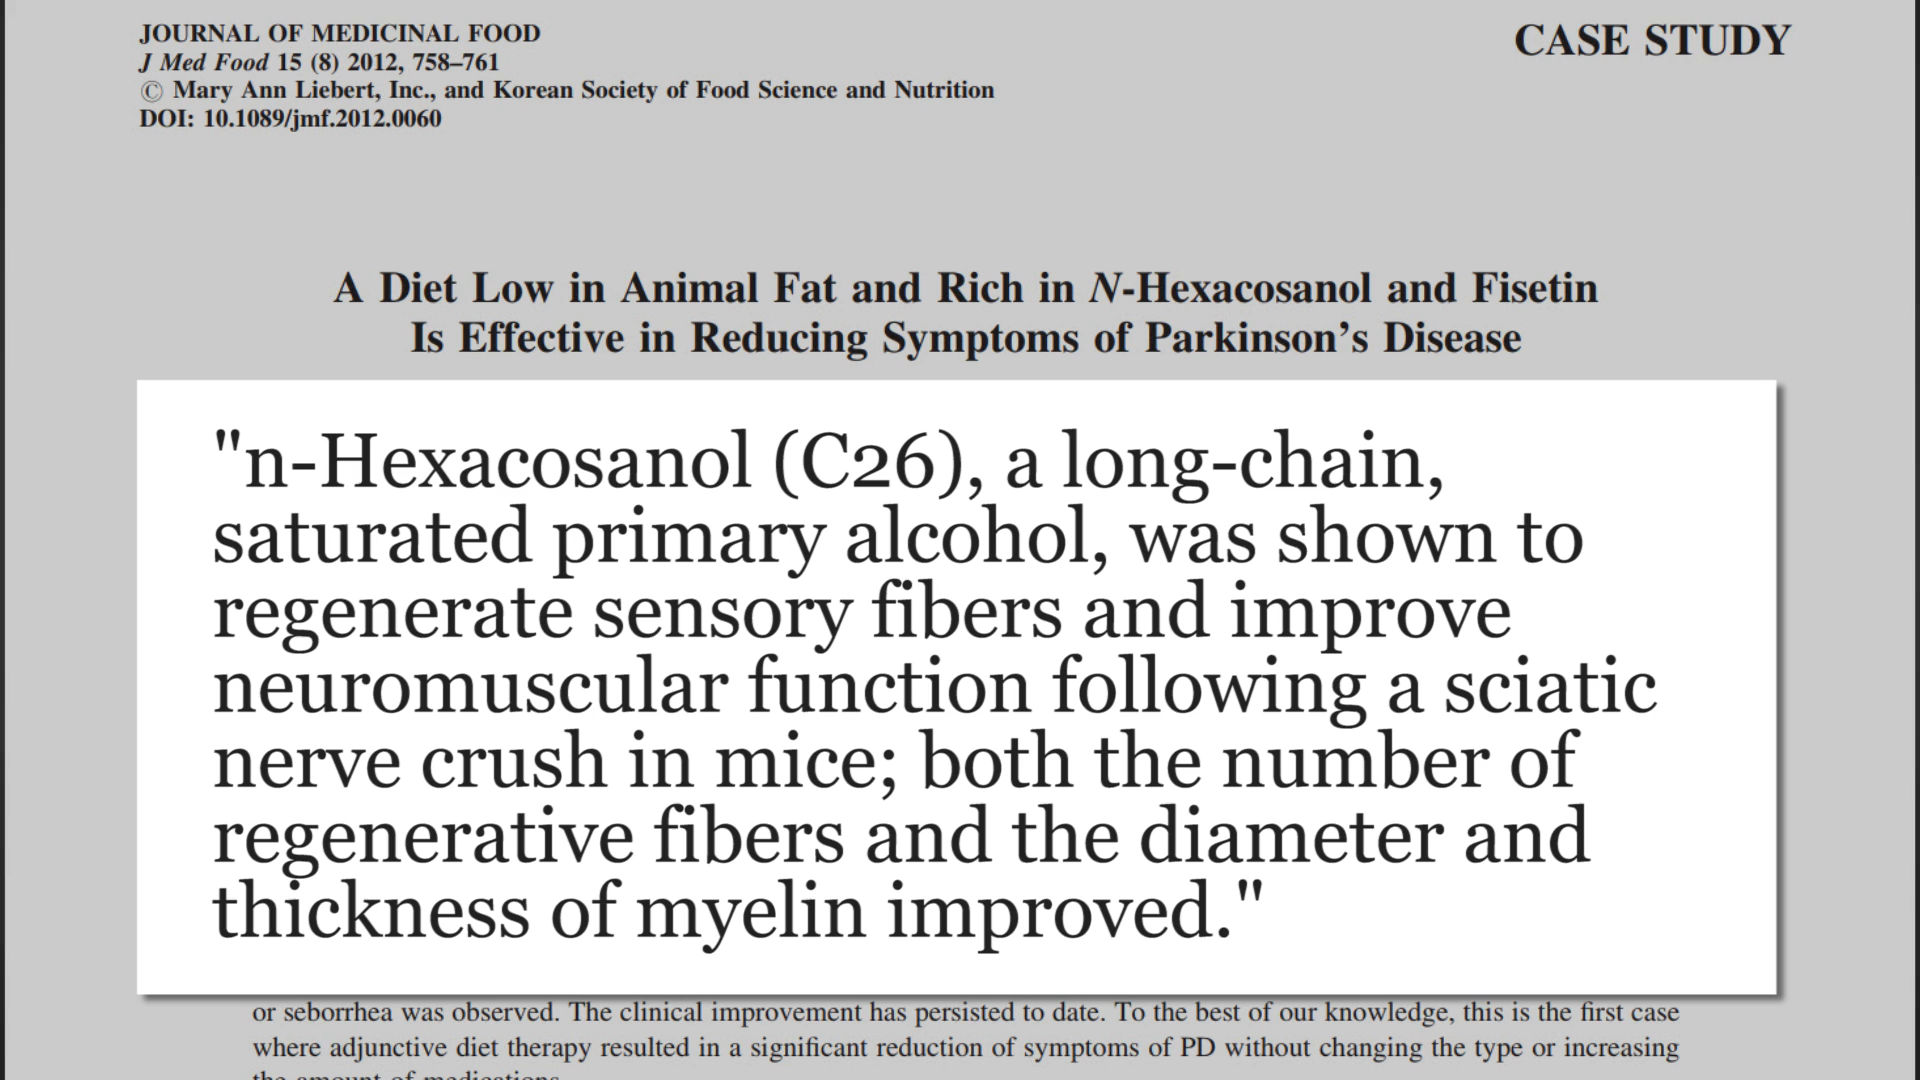 JOURNAL OF MEDICINAL FOOD
J Med Food 15 (8) 2012, 758–761
© Mary Ann Liebert, Inc., and Korean Society of Food Science and Nutrition
DOI: 10.1089/jmf.2012.0060
CASE STUDY
A Diet Low in Animal Fat and Rich in N-Hexacosanol and Fisetin
Is Effective in Reducing Symptoms of Parkinson's Disease
"n-Hexacosanol (C26), a long-chain,
saturated primary alcohol, was shown to
regenerate sensory fibers and improve
neuromuscular function following a sciatic
nerve crush in mice; both the number of
regenerative fibers and the diameter and
thickness of myelin improved."
or seborrhea was observed. The clinical improvement has persisted to date. To the best of our knowledge, this is the first case
where adjunctive diet therapy resulted in a significant reduction of symptoms of PD without changing the type or increasing
the amount of medications.